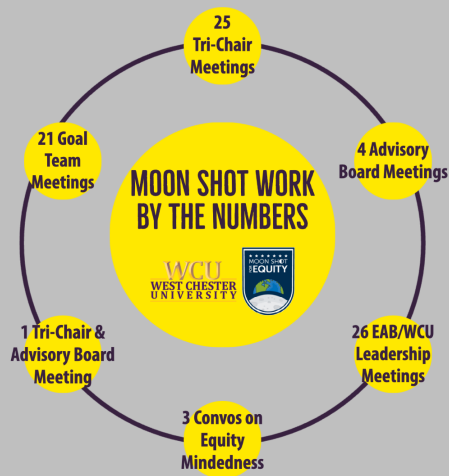 25
Tri-Chair
Meetings
21 Goal
Team
Meetings
4 Advisory
Board Meetings
MOON SHOT WORK
BY THE NUMBERS
WCU
WEST CHESTER
UNIVERSITY
MOON SHOT
FOR EQUITY
1 Tri-Chair &
Advisory Board
Meeting
26 EAB/WCU
Leadership
Meetings
3 Convos on
Equity
Mindedness